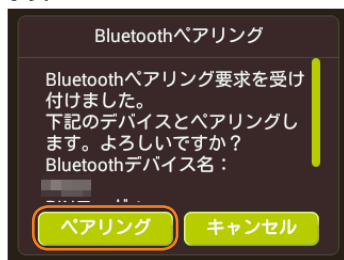 Bluetoothペアリング
Bluetoothペアリング要求を受け
付けました。
下記のデバイスとペアリングし
ます。よろしいですか？
Bluetoothデバイス名：
ペアリング
キャンセル